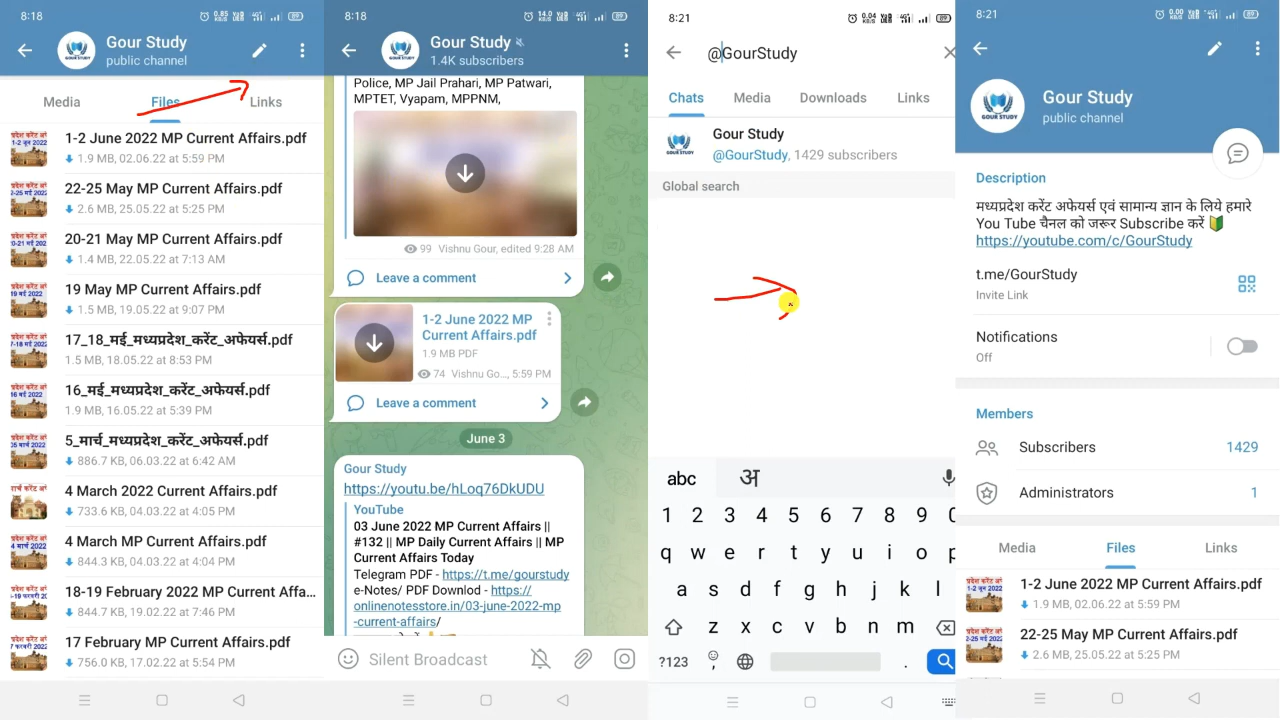 8:18
0.85 KB/S
89
Gour Study
public channel
Media
Files
Links
1-2 June 2022 MP Current Affairs.pdf
1.9 MB, 02.06.22 at 5:59 PM
22-25 May MP Current Affairs.pdf
2.6 MB, 25.05.22 at 5:25 PM
20-21 May MP Current Affairs.pdf
1.4 MB, 22.05.22 at 7:13 AM
19 May MP Current Affairs.pdf
1.5 MB, 19.05.22 at 9:07 PM
17_18_मई_मध्यप्रदेश_करेंट_अफेयर्स.pdf
1.5 MB, 18.05.22 at 8:53 PM
16_मई_मध्यप्रदेश_करेंट_अफेयर्स.pdf
1.9 MB, 16.05.22 at 5:39 PM
5_मार्च_मध्यप्रदेश_करेंट_अफेयर्स.pdf
886.7 KB, 06.03.22 at 6:42 AM
4 March 2022 Current Affairs.pdf
733.6 KB, 04.03.22 at 4:05 PM
4 March MP Current Affairs.pdf
844.3 KB, 04.03.22 at 4:04 PM
18-19 February 2022 MP Current Affa...
844.7 KB, 19.02.22 at 7:46 PM
17 February MP Current Affairs.pdf
756.0 KB, 17.02.22 at 5:54 PM
8:18
14.0 KB/S
89
Gour Study
1.4K subscribers
Police, MP Jail Prahari, MP Patwari,
MPTET, Vyapam, MPPNM,
99 Vishnu Gour, edited 9:28 AM
Leave a comment
1-2 June 2022 MP
Current Affairs.pdf
1.9 MB PDF
74 Vishnu Go..., 5:59 PM
Leave a comment
June 3
Gour Study
https://youtu.be/hLoq76DkUDU
YouTube
03 June 2022 MP Current Affairs ||
#132 || MP Daily Current Affairs || MP
Current Affairs Today
Telegram PDF - https://t.me/gourstudy
e-Notes/ PDF Downlod - https://
onlinenotesstore.in/03-june-2022-mp
-current-affairs/
Silent Broadcast
8:21
0.04 KB/S
89
@GourStudy
Chats
Media
Downloads
Links
Gour Study
@GourStudy, 1429 subscribers
Global search
abc
अ
1 2 3 4 5 6 7 8 9 0
q w e r t y u i o p
a s d f g h j k l
z x c v b n m
?123
,
.
8:21
0.00 KB/S
89
Gour Study
public channel
GOUR STUDY
Description
मध्यप्रदेश करेंट अफेयर्स एवं सामान्य ज्ञान के लिये हमारे
You Tube चैनल को जरूर Subscribe करें
https://youtube.com/c/GourStudy
t.me/GourStudy
Invite Link
Notifications
Off
Members
Subscribers
1429
Administrators
1
Media
Files
Links
1-2 June 2022 MP Current Affairs.pdf
1.9 MB, 02.06.22 at 5:59 PM
22-25 May MP Current Affairs.pdf
2.6 MB, 25.05.22 at 5:25 PM